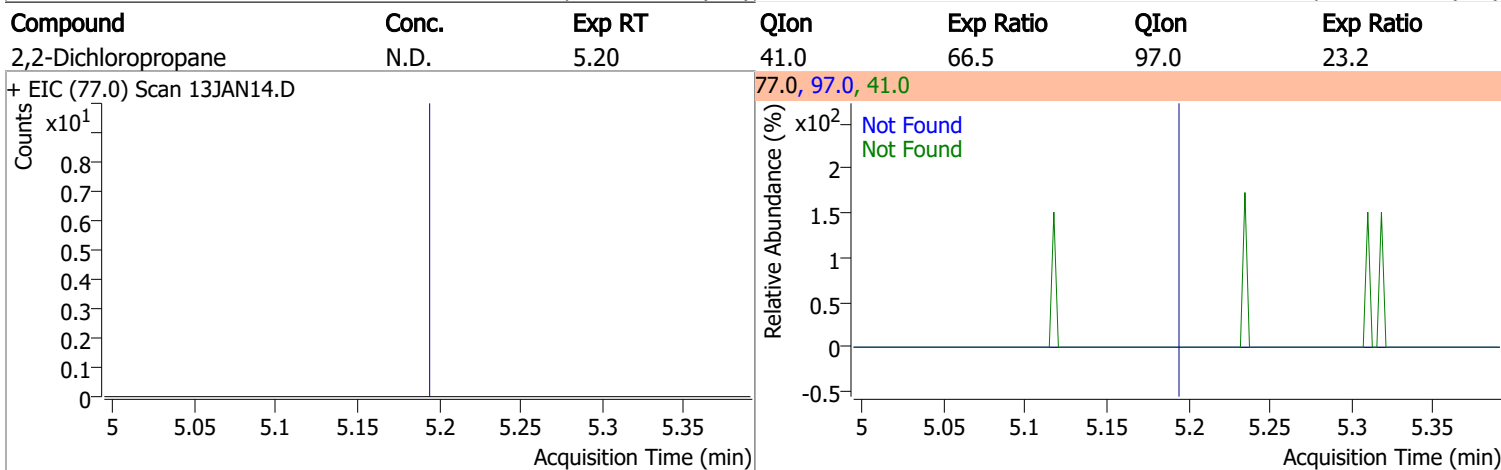 Compound Conc. Exp RT QIon Exp Ratio QIon Exp Ratio
2,2-Dichloropropane N.D. 5.20 41.0 66.5 97.0 23.2
+ EIC (77.0) Scan 13JAN14.D
Counts
x10¹
0.8
0.7
0.6
0.5
0.4
0.3
0.2
0.1
0
5 5.05 5.1 5.15 5.2 5.25 5.3 5.35
Acquisition Time (min)
77.0, 97.0, 41.0
Relative Abundance (%)
x10²
Not Found
Not Found
2
1.5
1
0.5
0
-0.5
5 5.05 5.1 5.15 5.2 5.25 5.3 5.35
Acquisition Time (min)